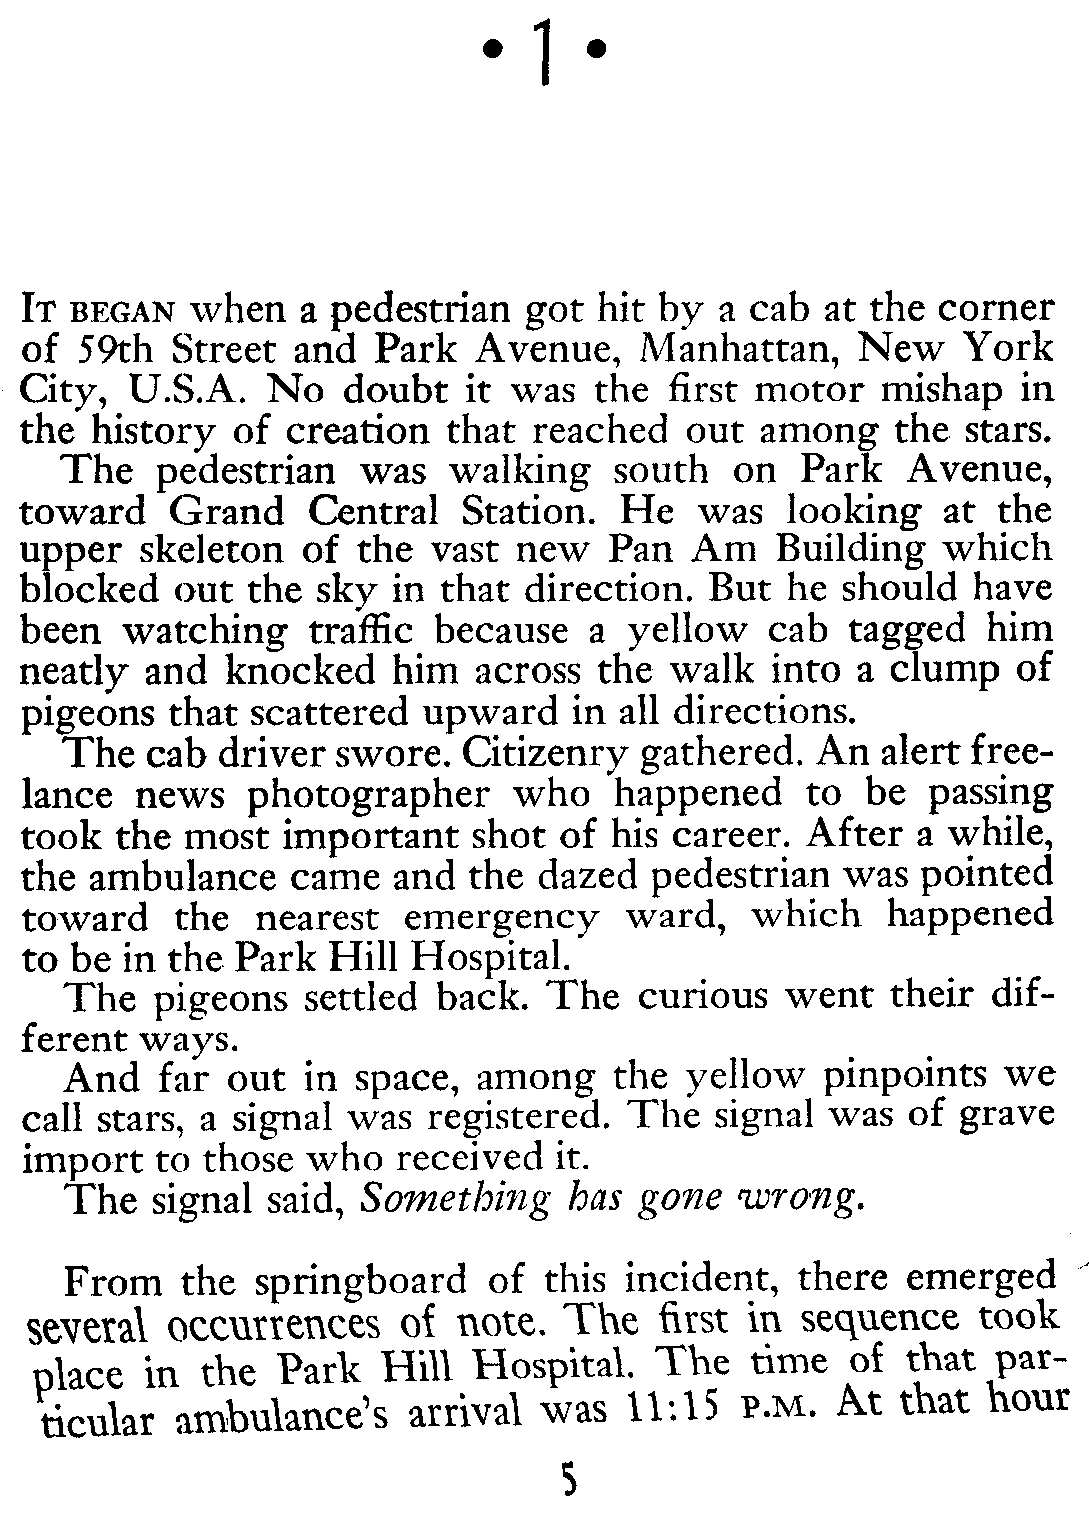 • 1 •
IT BEGAN when a pedestrian got hit by a cab at the corner
of 59th Street and Park Avenue, Manhattan, New York
City, U.S.A. No doubt it was the first motor mishap in
the history of creation that reached out among the stars.
The pedestrian was walking south on Park Avenue,
toward Grand Central Station. He was looking at the
upper skeleton of the vast new Pan Am Building which
blocked out the sky in that direction. But he should have
been watching traffic because a yellow cab tagged him
neatly and knocked him across the walk into a clump of
pigeons that scattered upward in all directions.
The cab driver swore. Citizenry gathered. An alert free-
lance news photographer who happened to be passing
took the most important shot of his career. After a while,
the ambulance came and the dazed pedestrian was pointed
toward the nearest emergency ward, which happened
to be in the Park Hill Hospital.
The pigeons settled back. The curious went their dif-
ferent ways.
And far out in space, among the yellow pinpoints we
call stars, a signal was registered. The signal was of grave
import to those who received it.
The signal said, Something has gone wrong.
From the springboard of this incident, there emerged
several occurrences of note. The first in sequence took
place in the Park Hill Hospital. The time of that par-
ticular ambulance's arrival was 11:15 P.M. At that hour
5